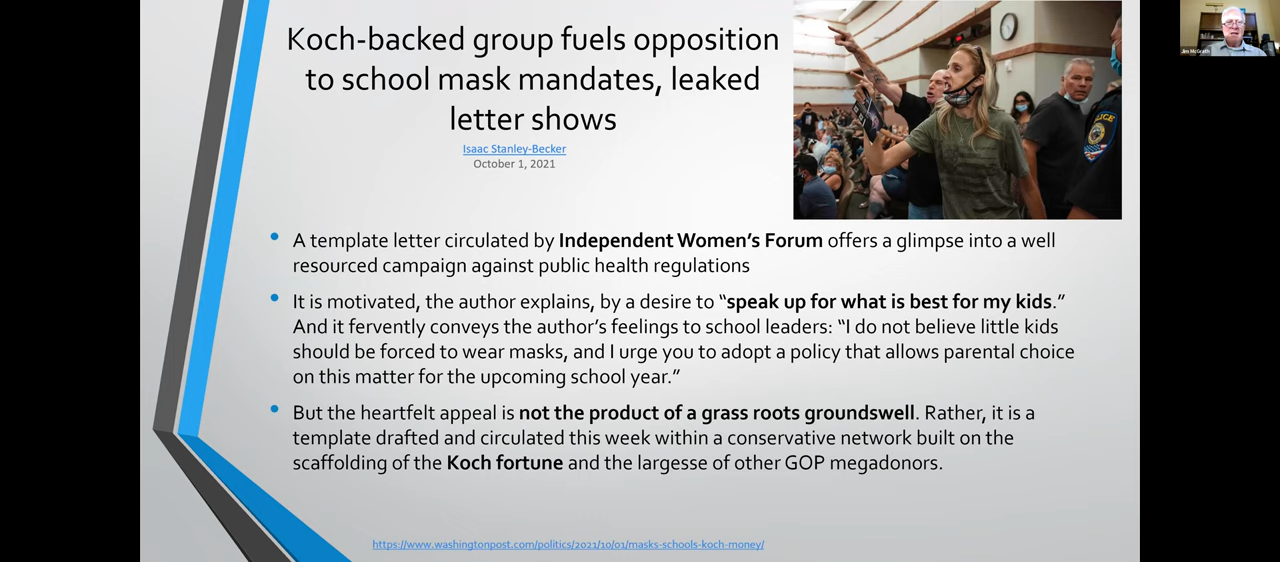 Koch-backed group fuels opposition
to school mask mandates, leaked
letter shows
Isaac Stanley-Becker
October 1, 2021
POLICE
Jim McGrath
• A template letter circulated by Independent Women’s Forum offers a glimpse into a well
resourced campaign against public health regulations
• It is motivated, the author explains, by a desire to “speak up for what is best for my kids.”
And it fervently conveys the author’s feelings to school leaders: “I do not believe little kids
should be forced to wear masks, and I urge you to adopt a policy that allows parental choice
on this matter for the upcoming school year.”
• But the heartfelt appeal is not the product of a grass roots groundswell. Rather, it is a
template drafted and circulated this week within a conservative network built on the
scaffolding of the Koch fortune and the largesse of other GOP megadonors.
https://www.washingtonpost.com/politics/2021/10/01/masks-schools-koch-money/